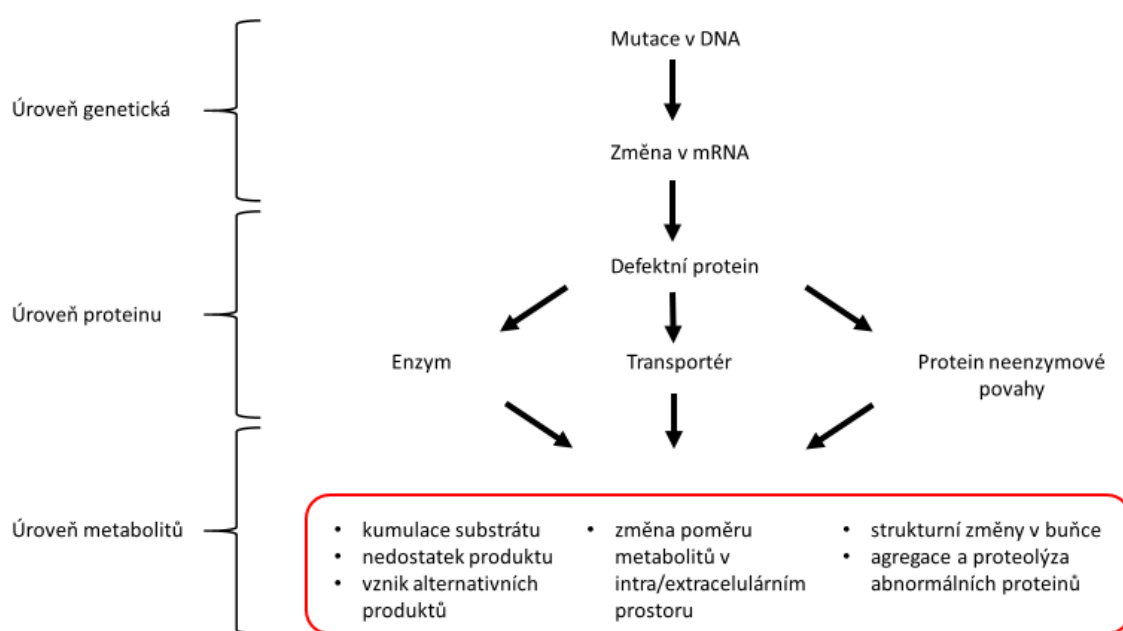 Mutace v DNA
Úroveň genetická
Změna v mRNA
Defektní protein
Úroveň proteinu
Enzym
Transportér
Protein neenzymové
povahy
Úroveň metabolitů
• kumulace substrátu
• nedostatek produktu
• vznik alternativních
produktů
• změna poměru
metabolitů v
intra/extracelulárním
prostoru
• strukturní změny v buňce
• agregace a proteolýza
abnormálních proteinů